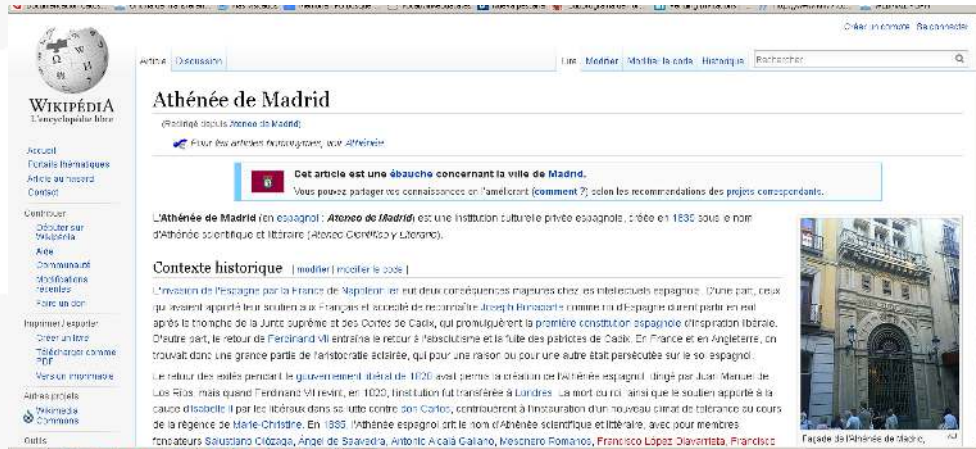 Créer un compte Se connecter
Article Discussion
Lire Modifier Modifier le code Historique Rechercher
WIKIPÉDIA
L'encyclopédie libre
Accueil
Portails thématiques
Article au hasard
Contact
Contribuer
Débuter sur
Wikipédia
Aide
Communauté
Modifications
récentes
Faire un don
Imprimer / exporter
Créer un livre
Télécharger comme
PDF
Version imprimable
Autres projets
Wikimedia
Commons
Outils
Athénée de Madrid
(Redirigé depuis Ateneo de Madrid)
Pour les articles homonymes, voir Athénée.
Cet article est une ébauche concernant la ville de Madrid.
Vous pouvez partager vos connaissances en l'améliorant (comment ?) selon les recommandations des projets correspondants.
L'Athénée de Madrid (en espagnol : Ateneo de Madrid) est une institution culturelle privée espagnole, créée en 1835 sous le nom
d'Athénée scientifique et littéraire (Ateneo Científico y Literario).
Contexte historique [ modifier | modifier le code ]
L'invasion de l'Espagne par la France de Napoléon Ier eut deux conséquences majeures chez les intellectuels espagnols. D'une part, ceux
qui avaient apporté leur soutien aux Français et accepté de reconnaître Joseph Bonaparte comme roi d'Espagne durent partir en exil
après le triomphe de la Junte suprême et des Cortes de Cadix, qui promulguèrent la première constitution espagnole d'inspiration libérale.
D'autre part, le retour de Ferdinand VII entraîna le retour à l'absolutisme et la fuite des patriotes de Cadix. En France et en Angleterre, on
trouvait donc une grande partie de l'aristocratie éclairée, qui pour une raison ou pour une autre était persécutée sur le sol espagnol.
Le retour des exilés pendant le gouvernement libéral de 1820 avait permis la création de l'Athénée espagnol, dirigé par Juan Manuel de
Los Ríos, mais quand Ferdinand VII revint, en 1823, l'institution fut transférée à Londres. La mort du roi, ainsi que le soutien apporté à la
cause d'Isabelle II par les libéraux dans sa lutte contre don Carlos, contribuèrent à l'instauration d'un nouveau climat de tolérance au cours
de la régence de Marie-Christine. En 1835, l'Athénée espagnol prit le nom d'Athénée scientifique et littéraire, avec pour membres
fondateurs Salustiano Olózaga, Ángel de Saavedra, Antonio Alcalá Galiano, Mesonero Romanos, Francisco López Olavarrieta, Francisco
Façade de l'Athénée de Madrid,